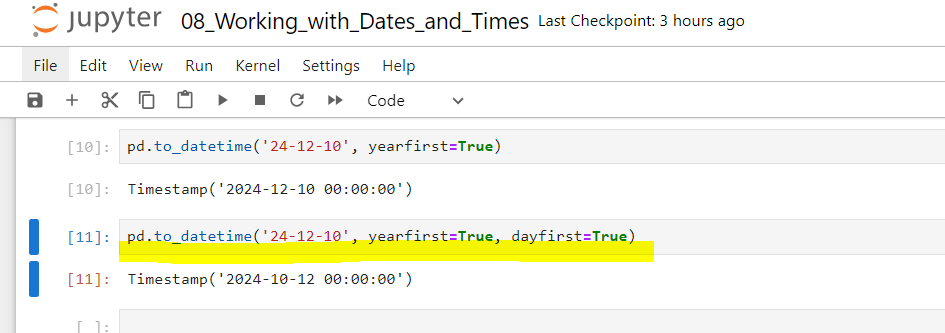 jupyter 08_Working_with_Dates_and_Times Last Checkpoint: 3 hours ago
File Edit View Run Kernel Settings Help
Code
[10]: pd.to_datetime('24-12-10', yearfirst=True)
[10]: Timestamp('2024-12-10 00:00:00')
[11]: pd.to_datetime('24-12-10', yearfirst=True, dayfirst=True)
[11]: Timestamp('2024-10-12 00:00:00')
[ ]: